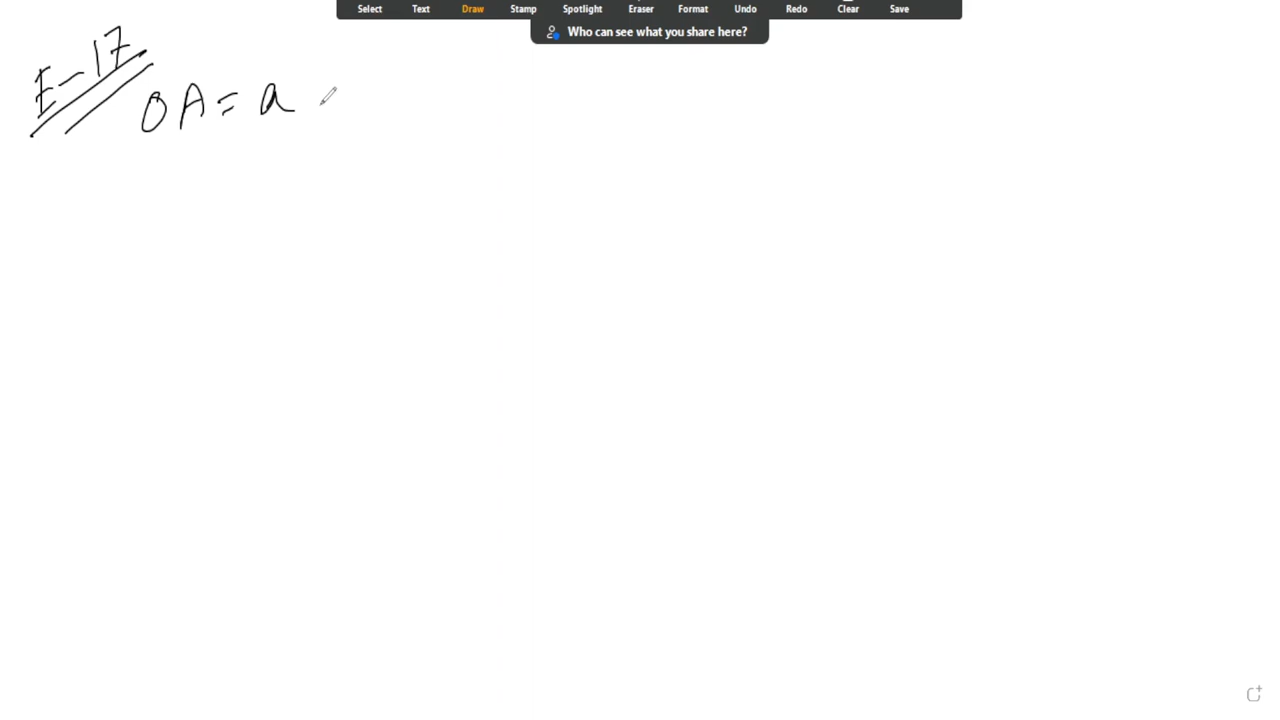 Select Text Draw Stamp Spotlight Eraser Format Undo Redo Clear Save
Who can see what you share here?
E-17
OA = a